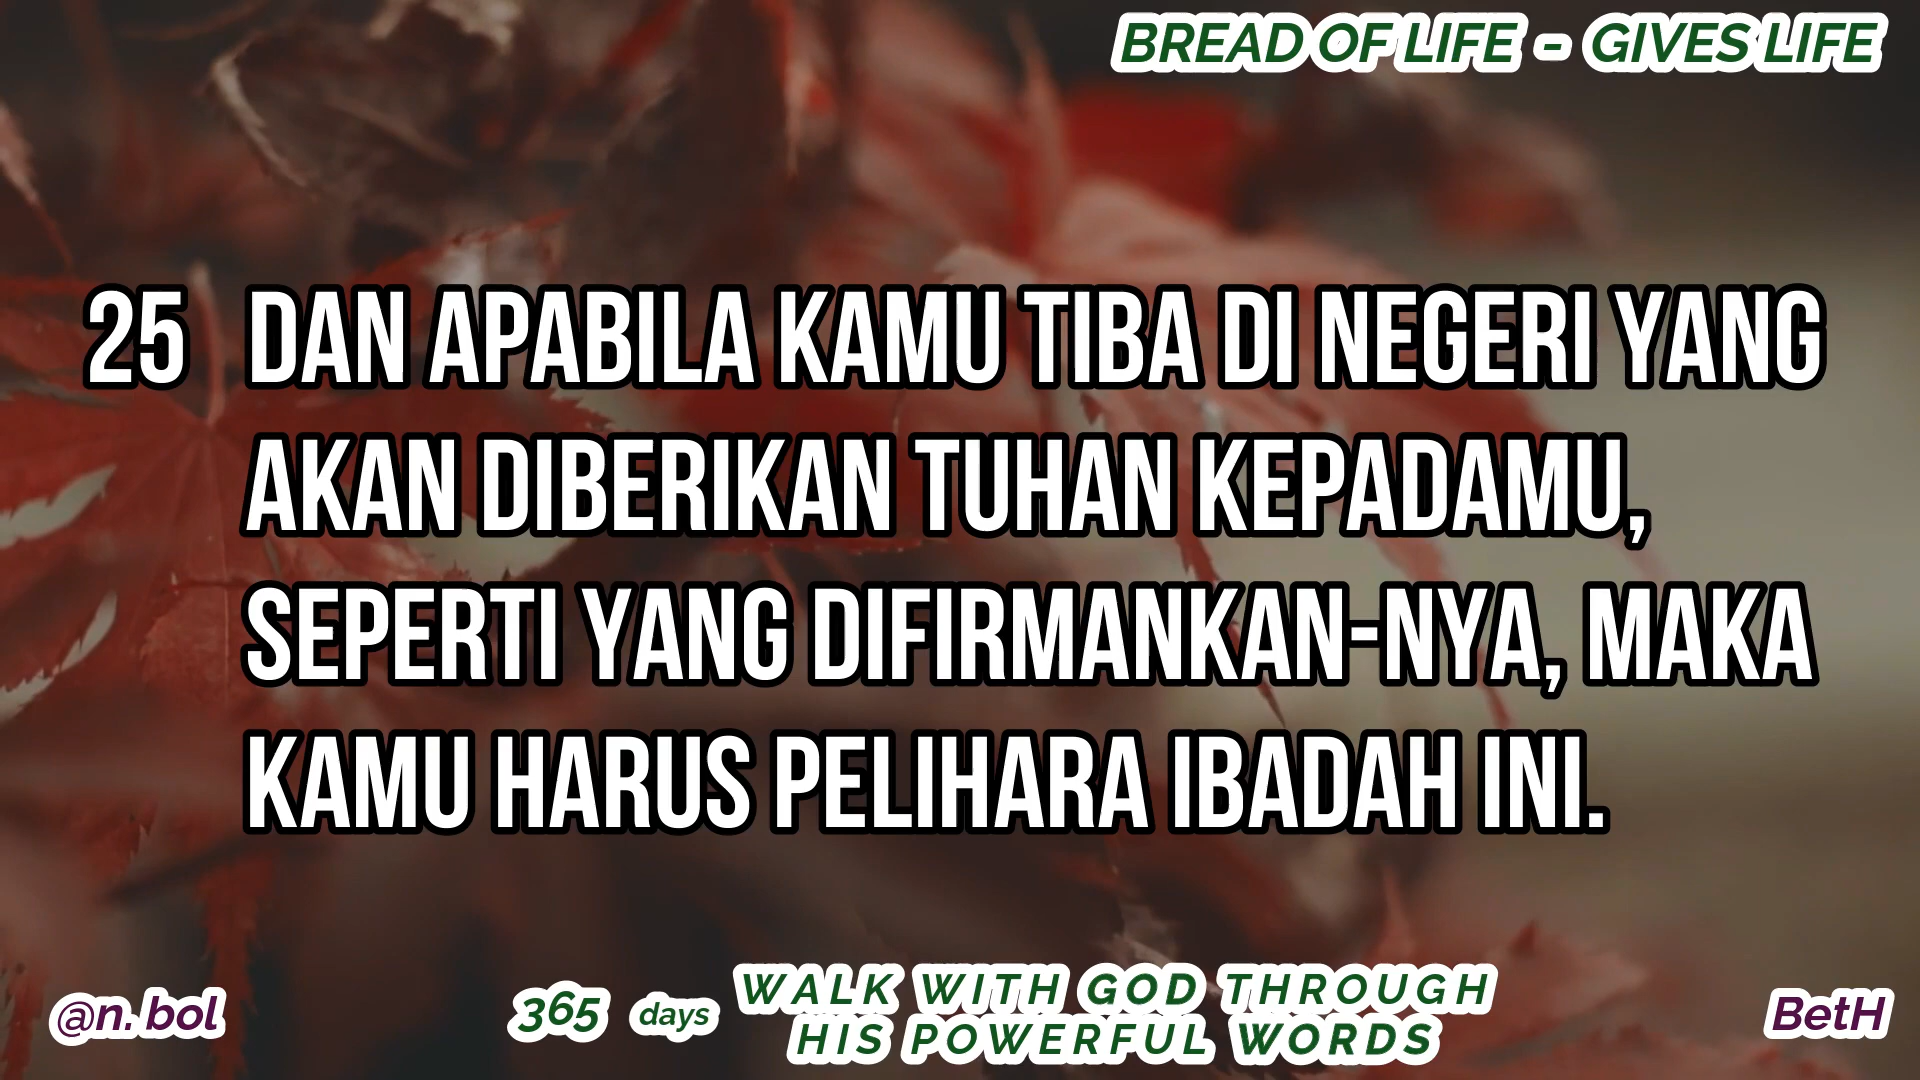 BREAD OF LIFE - GIVES LIFE
25 DAN APABILA KAMU TIBA DI NEGERI YANG
AKAN DIBERIKAN TUHAN KEPADAMU,
SEPERTI YANG DIFIRMANKAN-NYA, MAKA
KAMU HARUS PELIHARA IBADAH INI.
@n.bol
365 days
WALK WITH GOD THROUGH
HIS POWERFUL WORDS
BetH